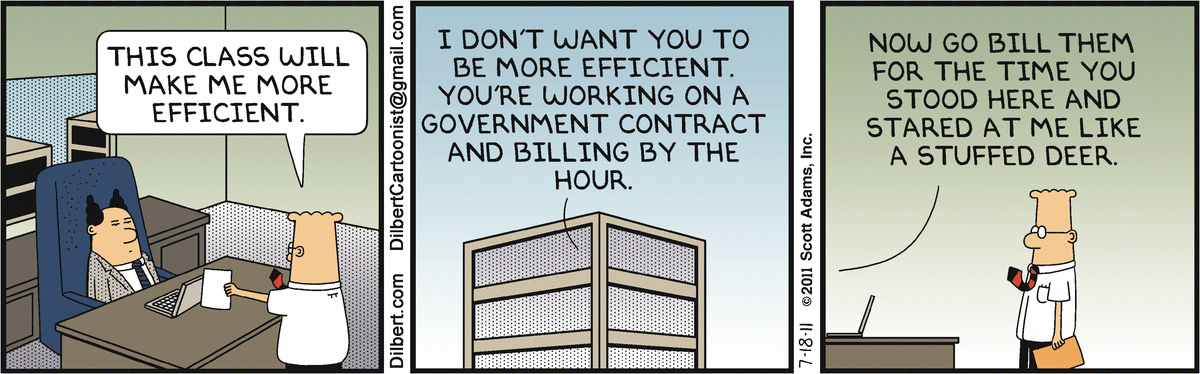 THIS CLASS WILL
MAKE ME MORE
EFFICIENT.
Dilbert.com DilbertCartoonist@gmail.com
I DON'T WANT YOU TO
BE MORE EFFICIENT.
YOU'RE WORKING ON A
GOVERNMENT CONTRACT
AND BILLING BY THE
HOUR.
7-18-11 ©2011 Scott Adams, Inc.
NOW GO BILL THEM
FOR THE TIME YOU
STOOD HERE AND
STARED AT ME LIKE
A STUFFED DEER.